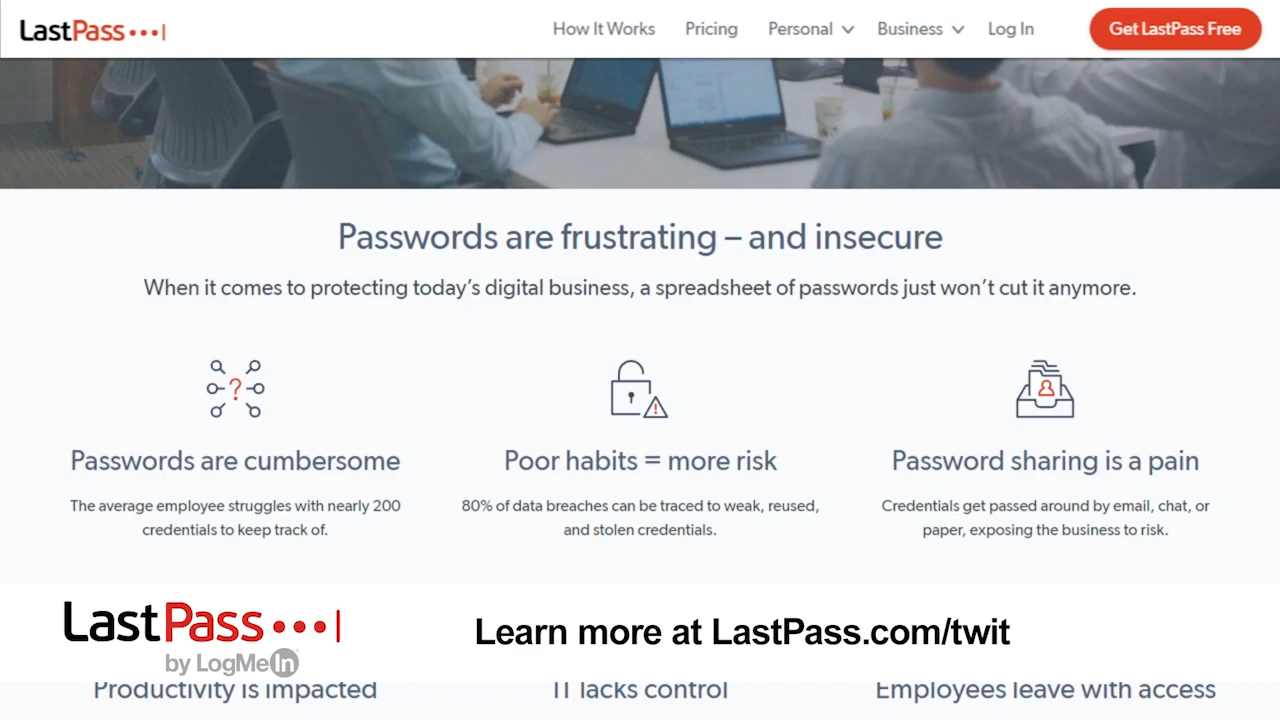 LastPass
How It Works
Pricing
Personal
Business
Log In
Get LastPass Free
Passwords are frustrating – and insecure
When it comes to protecting today's digital business, a spreadsheet of passwords just won't cut it anymore.
?
Passwords are cumbersome
The average employee struggles with nearly 200
credentials to keep track of.
Poor habits = more risk
80% of data breaches can be traced to weak, reused,
and stolen credentials.
Password sharing is a pain
Credentials get passed around by email, chat, or
paper, exposing the business to risk.
LastPass
by LogMeIn
Learn more at LastPass.com/twit
Productivity is impacted
IT lacks control
Employees leave with access